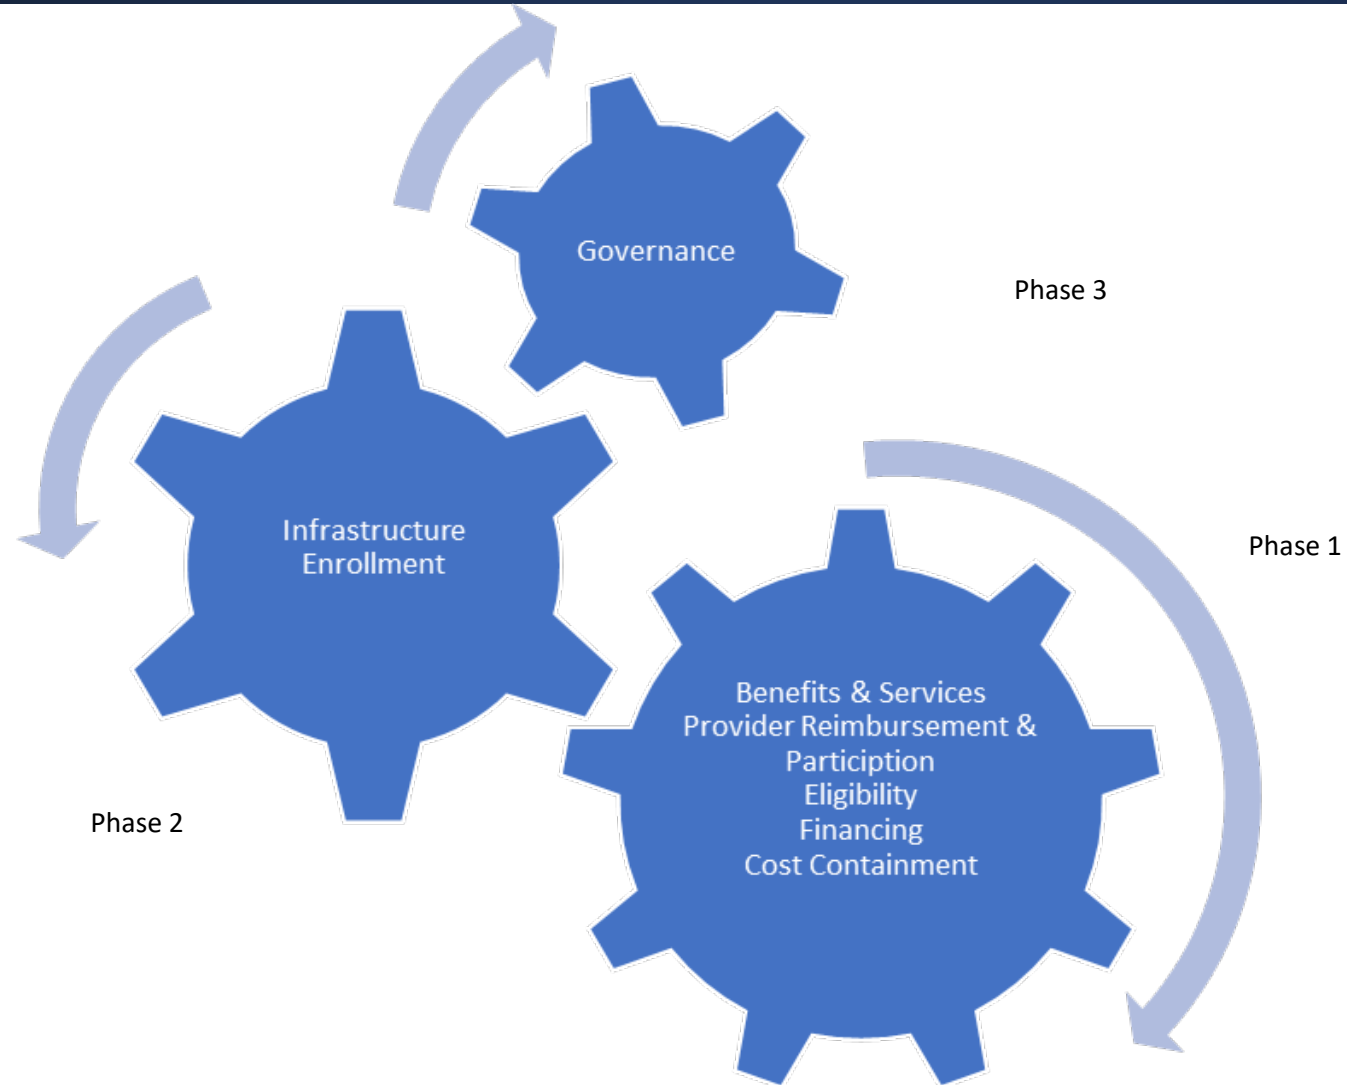 Governance
Phase 3
Infrastructure
Enrollment
Phase 1
Benefits & Services
Provider Reimbursement &
Particiption
Eligibility
Financing
Cost Containment
Phase 2